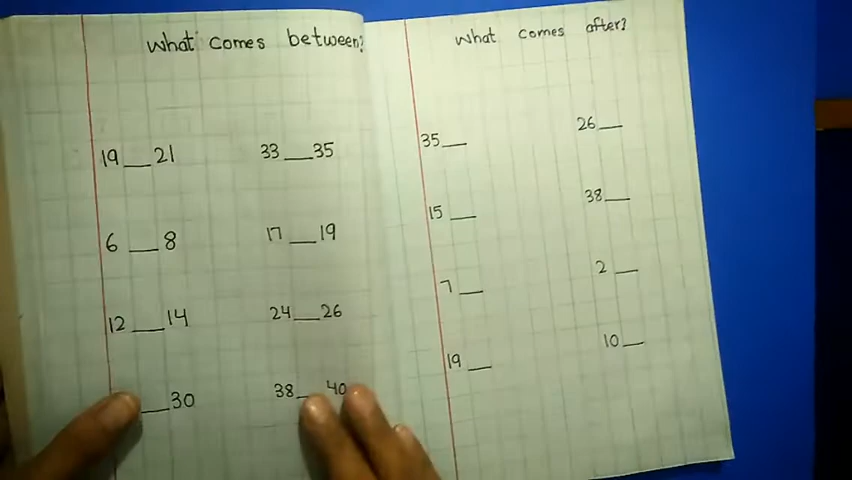 What comes between?
19 __ 21 33 __ 35
6 __ 8 17 __ 19
12 __ 14 24 __ 26
__ 30 38 __ 40
What comes after?
35 __ 26 __
15 __ 38 __
7 __ 2 __
19 __ 10 __